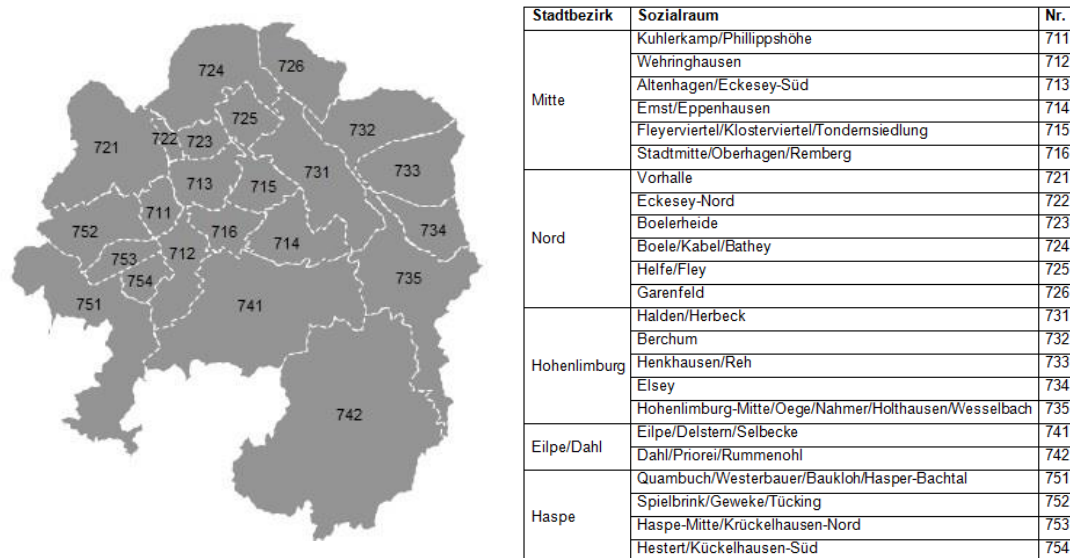 724
726
725
732
722
723
721
731
733
713
715
711
752
716
734
714
712
753
754
735
751
741
742
Stadtbezirk Sozialraum Nr.
Mitte
Kuhlerkamp/Phillippshöhe 711
Wehringhausen 712
Altenhagen/Eckesey-Süd 713
Emst/Eppenhausen 714
Fleyerviertel/Klosterviertel/Tondernsiedlung 715
Stadtmitte/Oberhagen/Remberg 716
Nord
Vorhalle 721
Eckesey-Nord 722
Boelerheide 723
Boele/Kabel/Bathey 724
Helfe/Fley 725
Garenfeld 726
Hohenlimburg
Halden/Herbeck 731
Berchum 732
Henkhausen/Reh 733
Elsey 734
Hohenlimburg-Mitte/Oege/Nahmer/Holthausen/Wesselbach 735
Eilpe/Dahl
Eilpe/Delstern/Selbecke 741
Dahl/Priorei/Rummenohl 742
Haspe
Quambuch/Westerbauer/Baukloh/Hasper-Bachtal 751
Spielbrink/Geweke/Tücking 752
Haspe-Mitte/Krückelhausen-Nord 753
Hestert/Kückelhausen-Süd 754